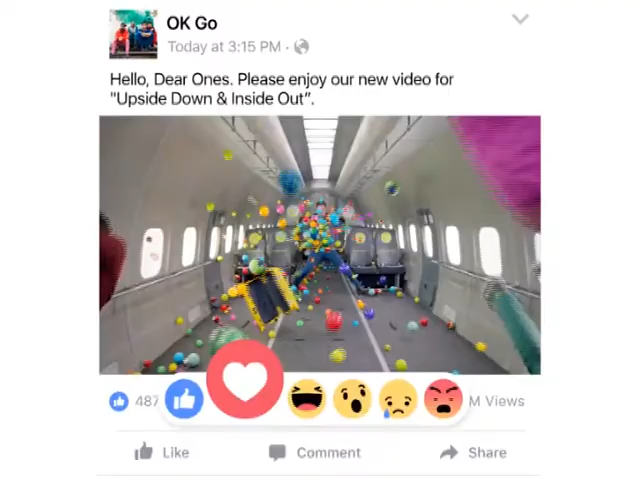 OK Go
Today at 3:15 PM ·
Hello, Dear Ones. Please enjoy our new video for
"Upside Down & Inside Out”.
487
M Views
Like
Comment
Share